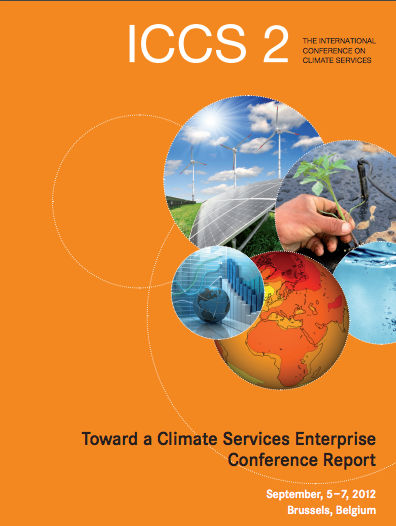 ICCS 2
THE INTERNATIONAL
CONFERENCE ON
CLIMATE SERVICES
Toward a Climate Services Enterprise
Conference Report
September, 5–7, 2012
Brussels, Belgium